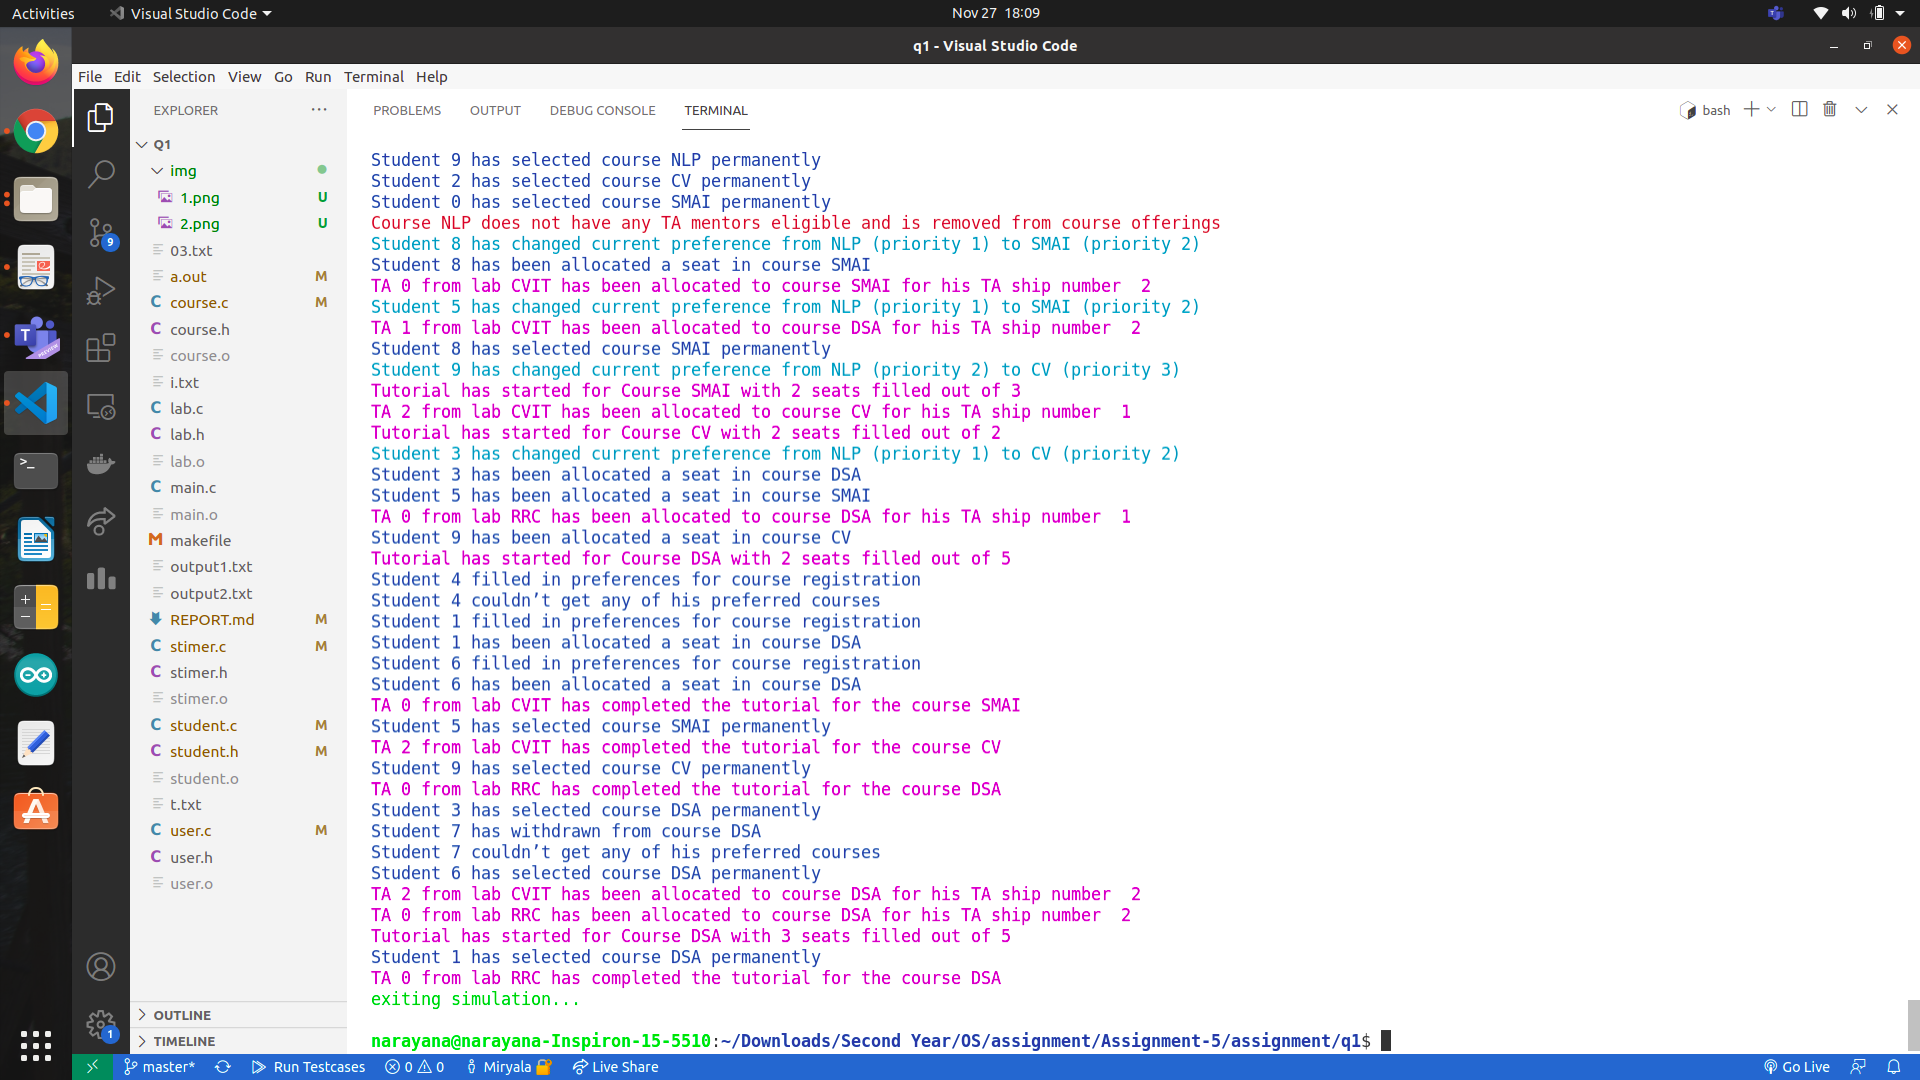 Activities
Visual Studio Code
Nov 27 18:09
q1 - Visual Studio Code
File Edit Selection View Go Run Terminal Help
EXPLORER
Q1
img
1.png U
2.png U
03.txt
a.out M
C course.c M
C course.h
course.o
i.txt
C lab.c
C lab.h
lab.o
C main.c
main.o
M makefile
output1.txt
output2.txt
REPORT.md M
C stimer.c M
C stimer.h
stimer.o
C student.c M
C student.h M
student.o
t.txt
C user.c M
C user.h
user.o
OUTLINE
TIMELINE
9
1
PROBLEMS OUTPUT DEBUG CONSOLE TERMINAL
bash
Student 9 has selected course NLP permanently
Student 2 has selected course CV permanently
Student 0 has selected course SMAI permanently
Course NLP does not have any TA mentors eligible and is removed from course offerings
Student 8 has changed current preference from NLP (priority 1) to SMAI (priority 2)
Student 8 has been allocated a seat in course SMAI
TA 0 from lab CVIT has been allocated to course SMAI for his TA ship number  2
Student 5 has changed current preference from NLP (priority 1) to SMAI (priority 2)
TA 1 from lab CVIT has been allocated to course DSA for his TA ship number  2
Student 8 has selected course SMAI permanently
Student 9 has changed current preference from NLP (priority 2) to CV (priority 3)
Tutorial has started for Course SMAI with 2 seats filled out of 3
TA 2 from lab CVIT has been allocated to course CV for his TA ship number  1
Tutorial has started for Course CV with 2 seats filled out of 2
Student 3 has changed current preference from NLP (priority 1) to CV (priority 2)
Student 3 has been allocated a seat in course DSA
Student 5 has been allocated a seat in course SMAI
TA 0 from lab RRC has been allocated to course DSA for his TA ship number  1
Student 9 has been allocated a seat in course CV
Tutorial has started for Course DSA with 2 seats filled out of 5
Student 4 filled in preferences for course registration
Student 4 couldn’t get any of his preferred courses
Student 1 filled in preferences for course registration
Student 1 has been allocated a seat in course DSA
Student 6 filled in preferences for course registration
Student 6 has been allocated a seat in course DSA
TA 0 from lab CVIT has completed the tutorial for the course SMAI
Student 5 has selected course SMAI permanently
TA 2 from lab CVIT has completed the tutorial for the course CV
Student 9 has selected course CV permanently
TA 0 from lab RRC has completed the tutorial for the course DSA
Student 3 has selected course DSA permanently
Student 7 has withdrawn from course DSA
Student 7 couldn’t get any of his preferred courses
Student 6 has selected course DSA permanently
TA 2 from lab CVIT has been allocated to course DSA for his TA ship number  2
TA 0 from lab RRC has been allocated to course DSA for his TA ship number  2
Tutorial has started for Course DSA with 3 seats filled out of 5
Student 1 has selected course DSA permanently
TA 0 from lab RRC has completed the tutorial for the course DSA
exiting simulation...
narayana@narayana-Inspiron-15-5510:~/Downloads/Second Year/OS/assignment/Assignment-5/assignment/q1$
master* Run Testcases 0 0 Miryala Live Share Go Live